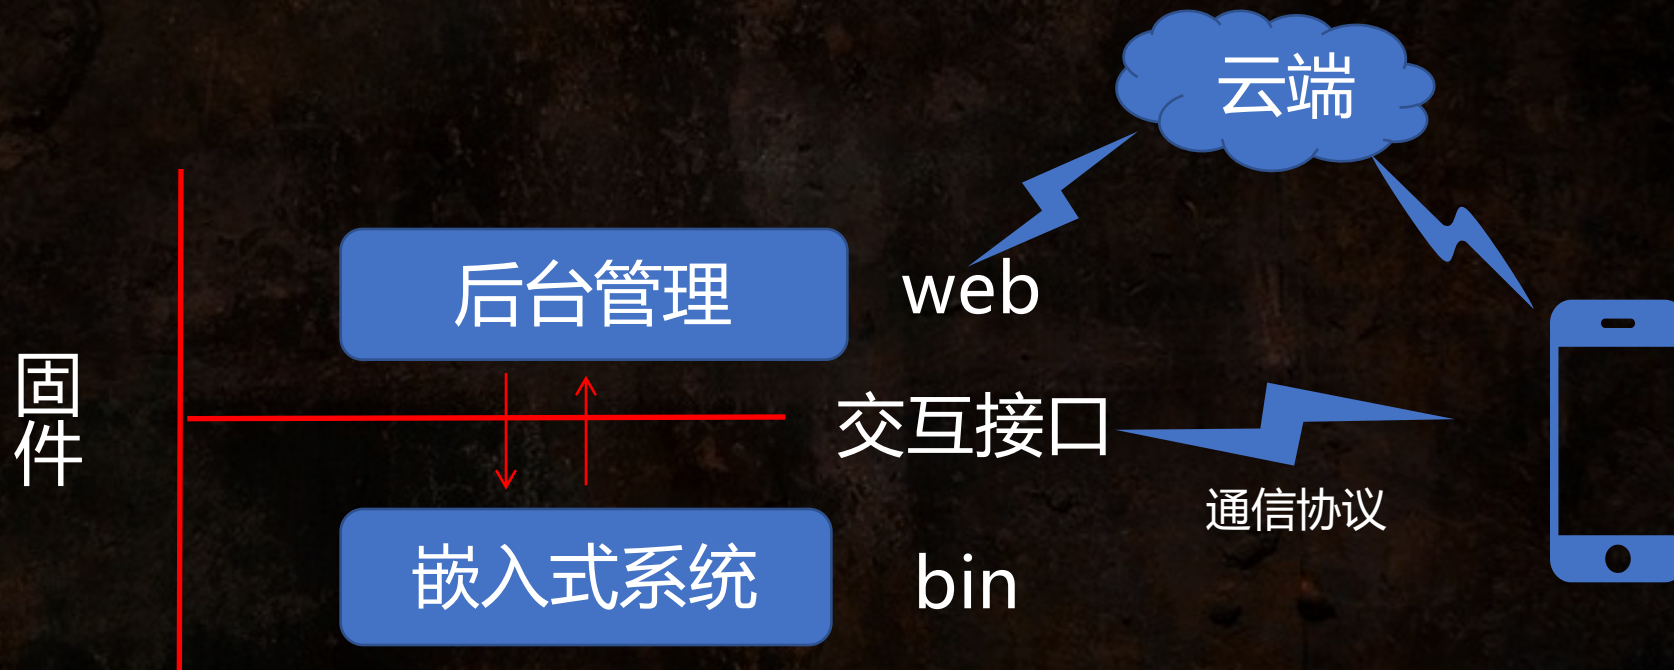 云端
后台管理
web
固件
交互接口
通信协议
嵌入式系统
bin